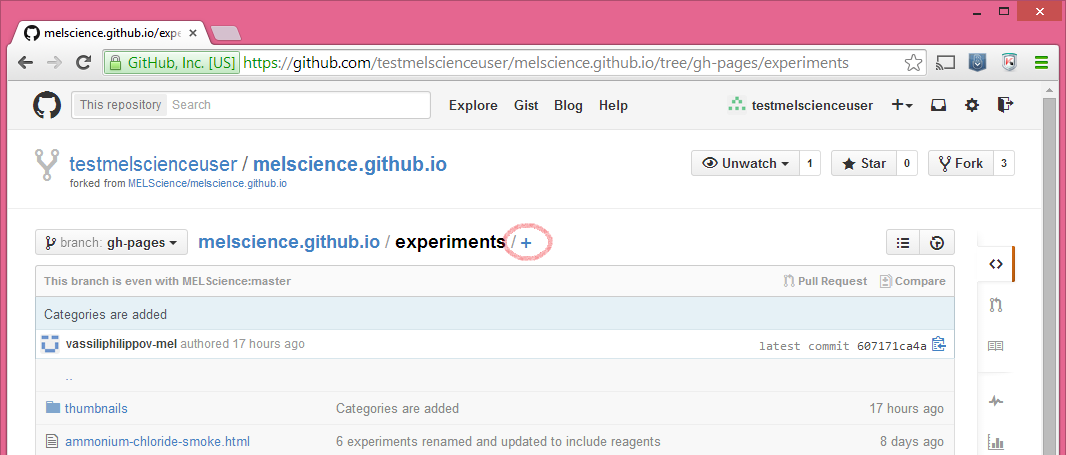 melscience.github.io/expe
GitHub, Inc. [US] https://github.com/testmelscienceuser/melscience.github.io/tree/gh-pages/experiments
This repository Search Explore Gist Blog Help testmelscienceuser
testmelscienceuser / melscience.github.io Unwatch 1 Star 0 Fork 3
forked from MELScience/melscience.github.io
branch: gh-pages melscience.github.io / experiments / +
This branch is even with MELScience:master Pull Request Compare
Categories are added
vassiliphilippov-mel authored 17 hours ago latest commit 607171ca4a
..
thumbnails Categories are added 17 hours ago
ammonium-chloride-smoke.html 6 experiments renamed and updated to include reagents 8 days ago